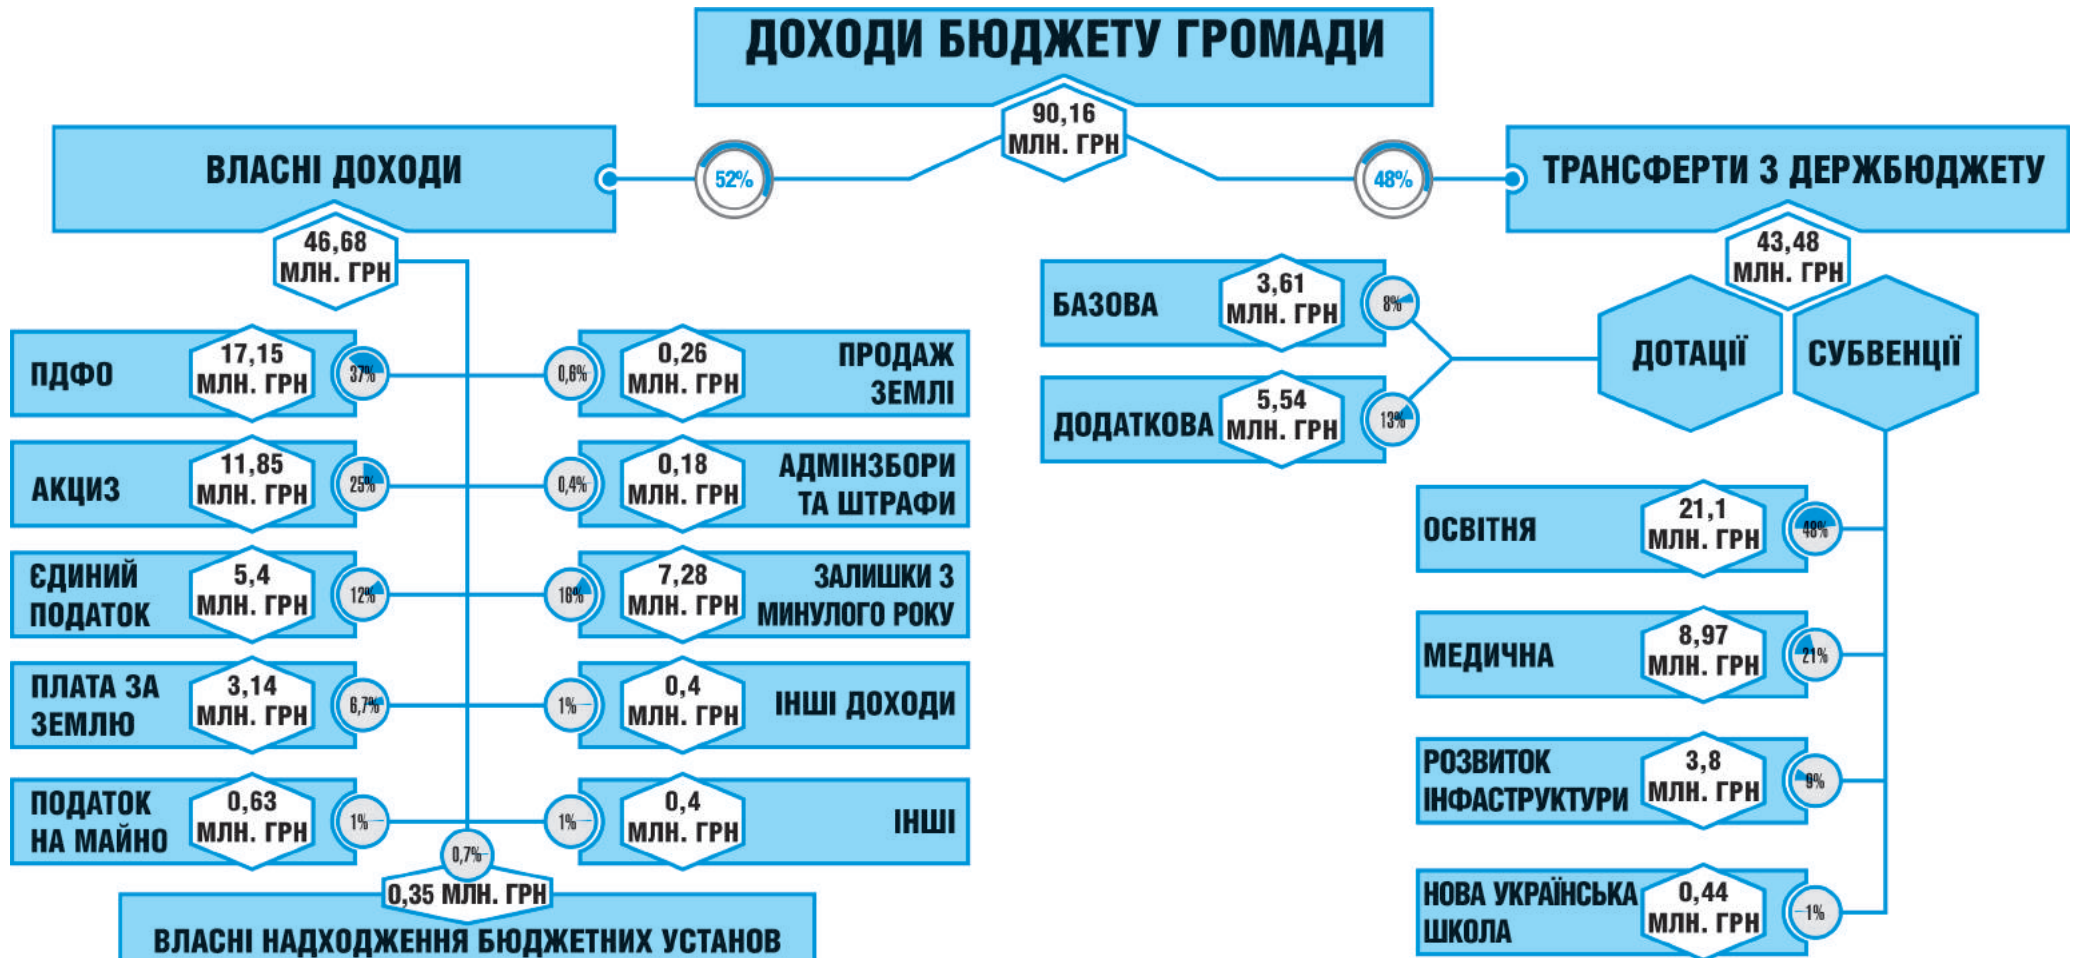 ДОХОДИ БЮДЖЕТУ ГРОМАДИ
90,16
МЛН. ГРН
ВЛАСНІ ДОХОДИ
52%
48%
ТРАНСФЕРТИ З ДЕРЖБЮДЖЕТУ
46,68
МЛН. ГРН
43,48
МЛН. ГРН
ПДФО
17,15
МЛН. ГРН
37%
0,6%
0,26
МЛН. ГРН
ПРОДАЖ
ЗЕМЛІ
АКЦИЗ
11,85
МЛН. ГРН
25%
0,4%
0,18
МЛН. ГРН
АДМІНЗБОРИ
ТА ШТРАФИ
ЄДИНИЙ
ПОДАТОК
5,4
МЛН. ГРН
12%
16%
7,28
МЛН. ГРН
ЗАЛИШКИ З
МИНУЛОГО РОКУ
ПЛАТА ЗА
ЗЕМЛЮ
3,14
МЛН. ГРН
6,7%
1%
0,4
МЛН. ГРН
ІНШІ ДОХОДИ
ПОДАТОК
НА МАЙНО
0,63
МЛН. ГРН
1%
1%
0,4
МЛН. ГРН
ІНШІ
0,7%
0,35 МЛН. ГРН
ВЛАСНІ НАДХОДЖЕННЯ БЮДЖЕТНИХ УСТАНОВ
БАЗОВА
3,61
МЛН. ГРН
8%
ДОДАТКОВА
5,54
МЛН. ГРН
13%
ДОТАЦІЇ
СУБВЕНЦІЇ
ОСВІТНЯ
21,1
МЛН. ГРН
48%
МЕДИЧНА
8,97
МЛН. ГРН
21%
РОЗВИТОК
ІНФАСТРУКТУРИ
3,8
МЛН. ГРН
9%
НОВА УКРАЇНСЬКА
ШКОЛА
0,44
МЛН. ГРН
1%